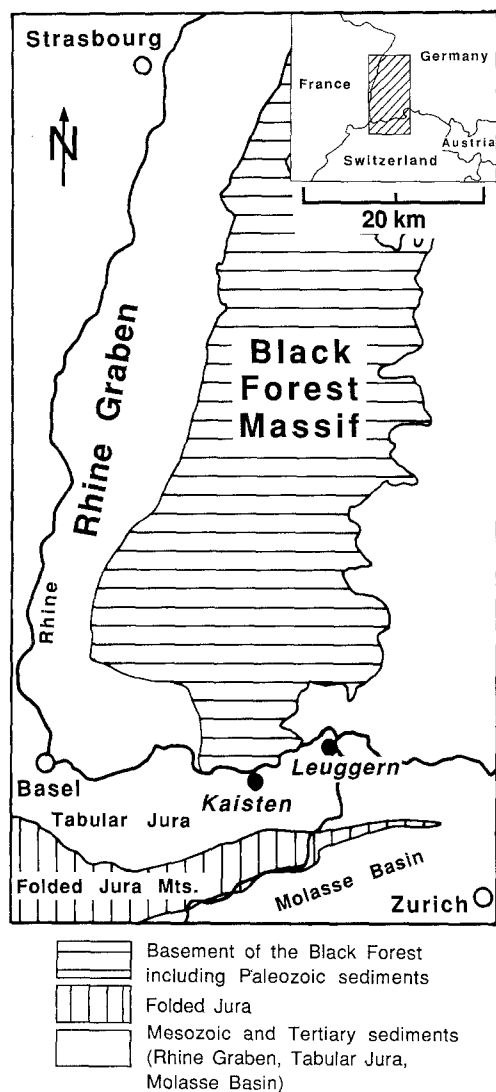 Strasbourg
N
France
Germany
Austria
Switzerland
20 km
Black
Forest
Massif
Rhine Graben
Rhine
Basel
Leuggern
Kaisten
Tabular Jura
Folded Jura Mts.
Molasse Basin
Zurich
Basement of the Black Forest
including Paleozoic sediments
Folded Jura
Mesozoic and Tertiary sediments
(Rhine Graben, Tabular Jura,
Molasse Basin)